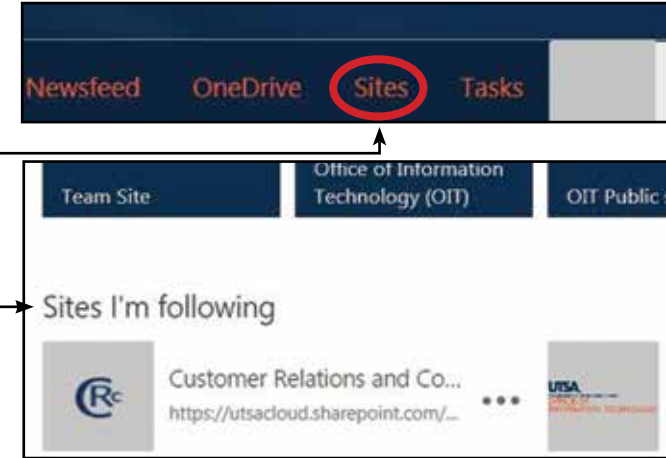 Newsfeed OneDrive Sites Tasks
Office of Information
Team Site Technology (OIT) OIT Public
Sites I'm following
CRC
Customer Relations and Co...
https://utsacloud.sharepoint.com/...
UTSA